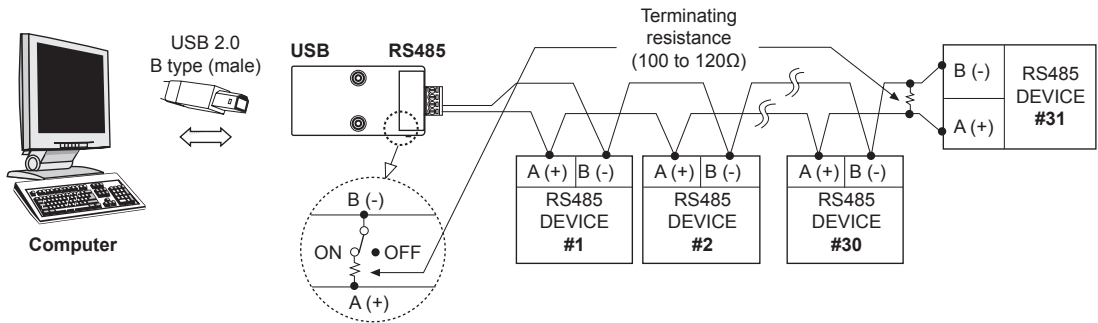 USB 2.0
B type (male)
USB
RS485
Terminating
resistance
(100 to 120Ω)
B (-)
A (+)
RS485
DEVICE
#31
A (+) B (-)
RS485
DEVICE
#1
A (+) B (-)
RS485
DEVICE
#2
A (+) B (-)
RS485
DEVICE
#30
Computer
B (-)
ON
OFF
A (+)